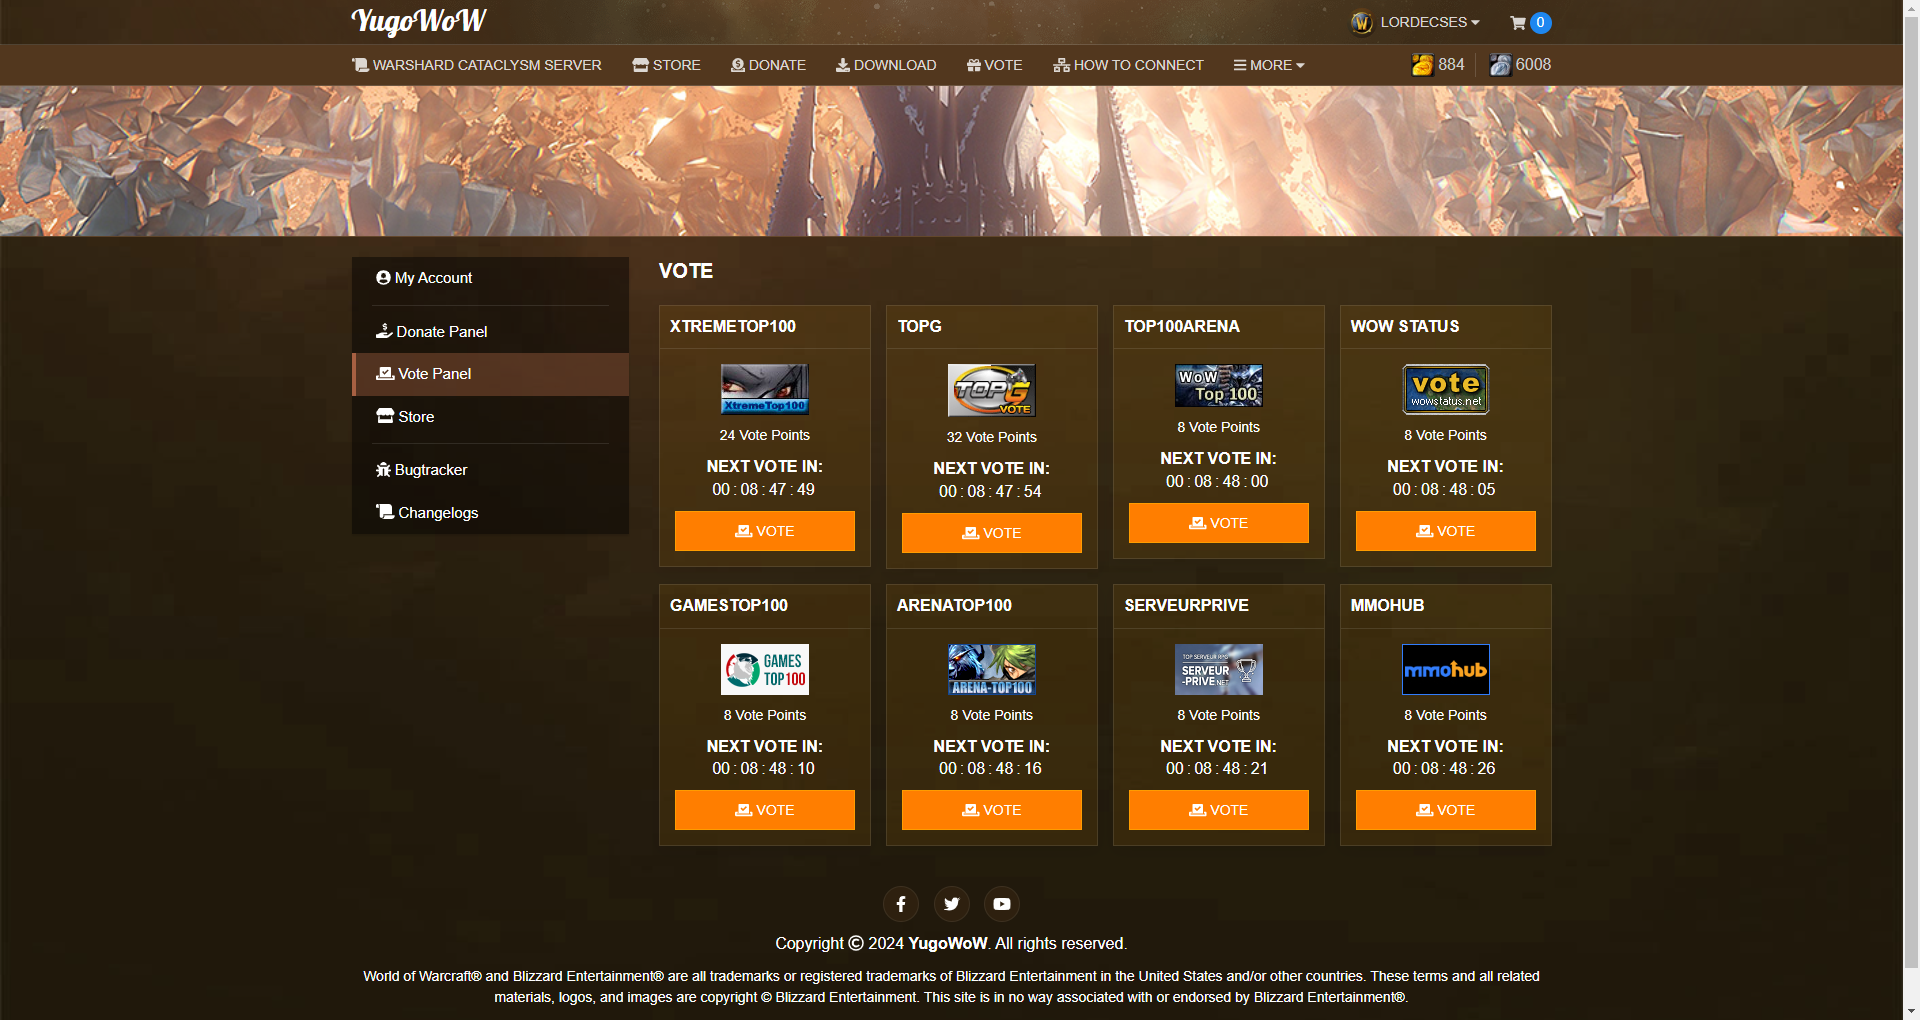 YugoWoW
LORDECSES
0
WARSHARD CATACLYSM SERVER
STORE
DONATE
DOWNLOAD
VOTE
HOW TO CONNECT
MORE
884
6008
My Account
Donate Panel
Vote Panel
Store
Bugtracker
Changelogs
VOTE
XTREMETOP100
XtremeTop100
24 Vote Points
NEXT VOTE IN:
00 : 08 : 47 : 49
VOTE
TOPG
TOPG
VOTE
32 Vote Points
NEXT VOTE IN:
00 : 08 : 47 : 54
VOTE
TOP100ARENA
WoW
Top 100
8 Vote Points
NEXT VOTE IN:
00 : 08 : 48 : 00
VOTE
WOW STATUS
vote
wowstatus.net
8 Vote Points
NEXT VOTE IN:
00 : 08 : 48 : 05
VOTE
GAMESTOP100
GAMES
TOP100
8 Vote Points
NEXT VOTE IN:
00 : 08 : 48 : 10
VOTE
ARENATOP100
ARENA-TOP100
8 Vote Points
NEXT VOTE IN:
00 : 08 : 48 : 16
VOTE
SERVEURPRIVE
TOP SERVEUR RPG
SERVEUR
-PRIVE.NET
8 Vote Points
NEXT VOTE IN:
00 : 08 : 48 : 21
VOTE
MMOHUB
mmohub
8 Vote Points
NEXT VOTE IN:
00 : 08 : 48 : 26
VOTE
Copyright © 2024 YugoWoW. All rights reserved.
World of Warcraft® and Blizzard Entertainment® are all trademarks or registered trademarks of Blizzard Entertainment in the United States and/or other countries. These terms and all related
materials, logos, and images are copyright © Blizzard Entertainment. This site is in no way associated with or endorsed by Blizzard Entertainment®.